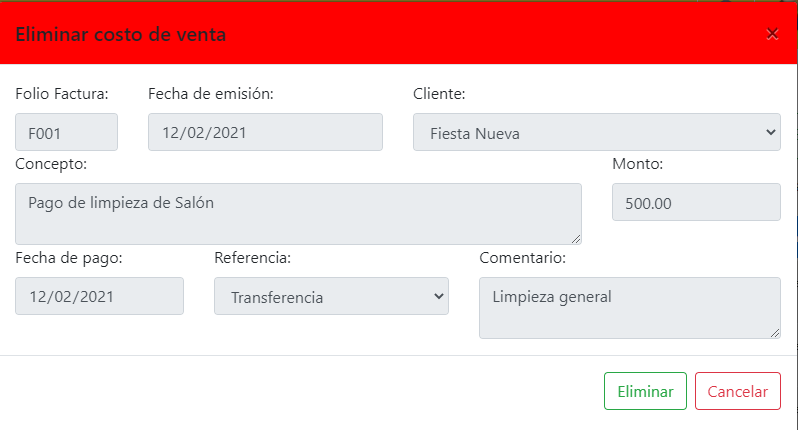 Eliminar costo de venta ×
Folio Factura: Fecha de emisión: Cliente:
F001 12/02/2021 Fiesta Nueva
Concepto: Monto:
Pago de limpieza de Salón 500.00
Fecha de pago: Referencia: Comentario:
12/02/2021 Transferencia Limpieza general
Eliminar Cancelar